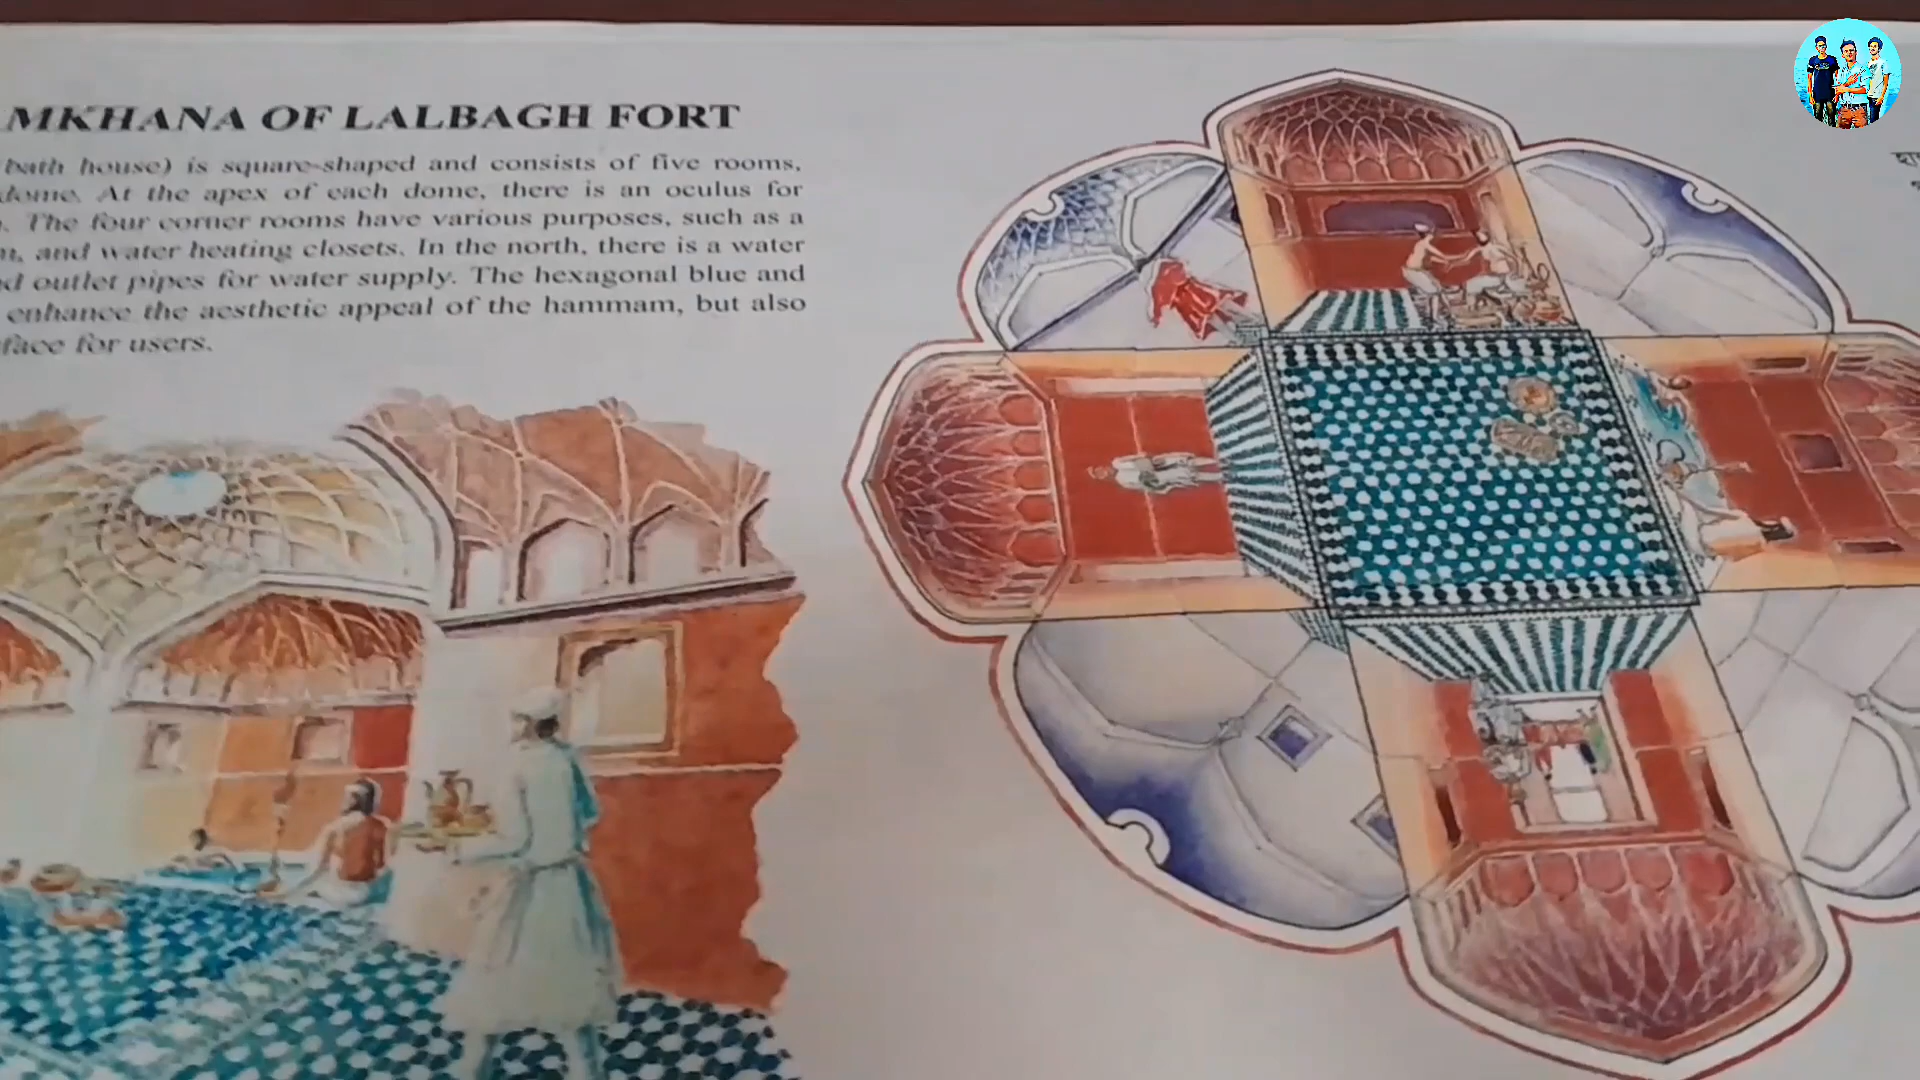 MKHANA OF LALBAGH FORT
bath house) is square-shaped and consists of five rooms,
dome. At the apex of each dome, there is an oculus for
. The four corner rooms have various purposes, such as a
m, and water heating closets. In the north, there is a water
d outlet pipes for water supply. The hexagonal blue and
enhance the aesthetic appeal of the hammam, but also
face for users.